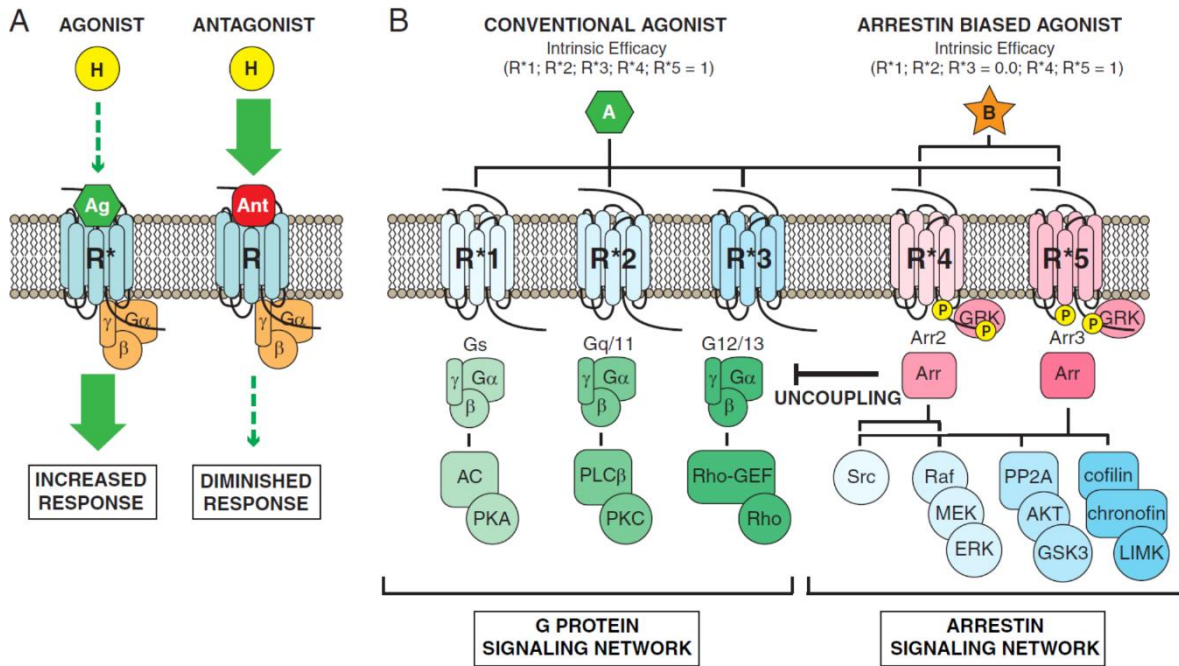 A
AGONIST
ANTAGONIST
H
H
Ag
Ant
R*
R
γ
Gα
β
γ
Gα
β
INCREASED
RESPONSE
DIMINISHED
RESPONSE
B
CONVENTIONAL AGONIST
Intrinsic Efficacy
(R*1; R*2; R*3; R*4; R*5 = 1)
ARRESTIN BIASED AGONIST
Intrinsic Efficacy
(R*1; R*2; R*3 = 0.0; R*4; R*5 = 1)
A
B
R*1
R*2
R*3
R*4
R*5
P
GRK
P
P
P
GRK
Gs
Gq/11
G12/13
Arr2
Arr3
γ
Gα
β
γ
Gα
β
γ
Gα
β
UNCOUPLING
Arr
Arr
AC
PKA
PLCβ
PKC
Rho-GEF
Rho
Src
Raf
MEK
ERK
PP2A
AKT
GSK3
cofilin
chronofin
LIMK
G PROTEIN
SIGNALING NETWORK
ARRESTIN
SIGNALING NETWORK